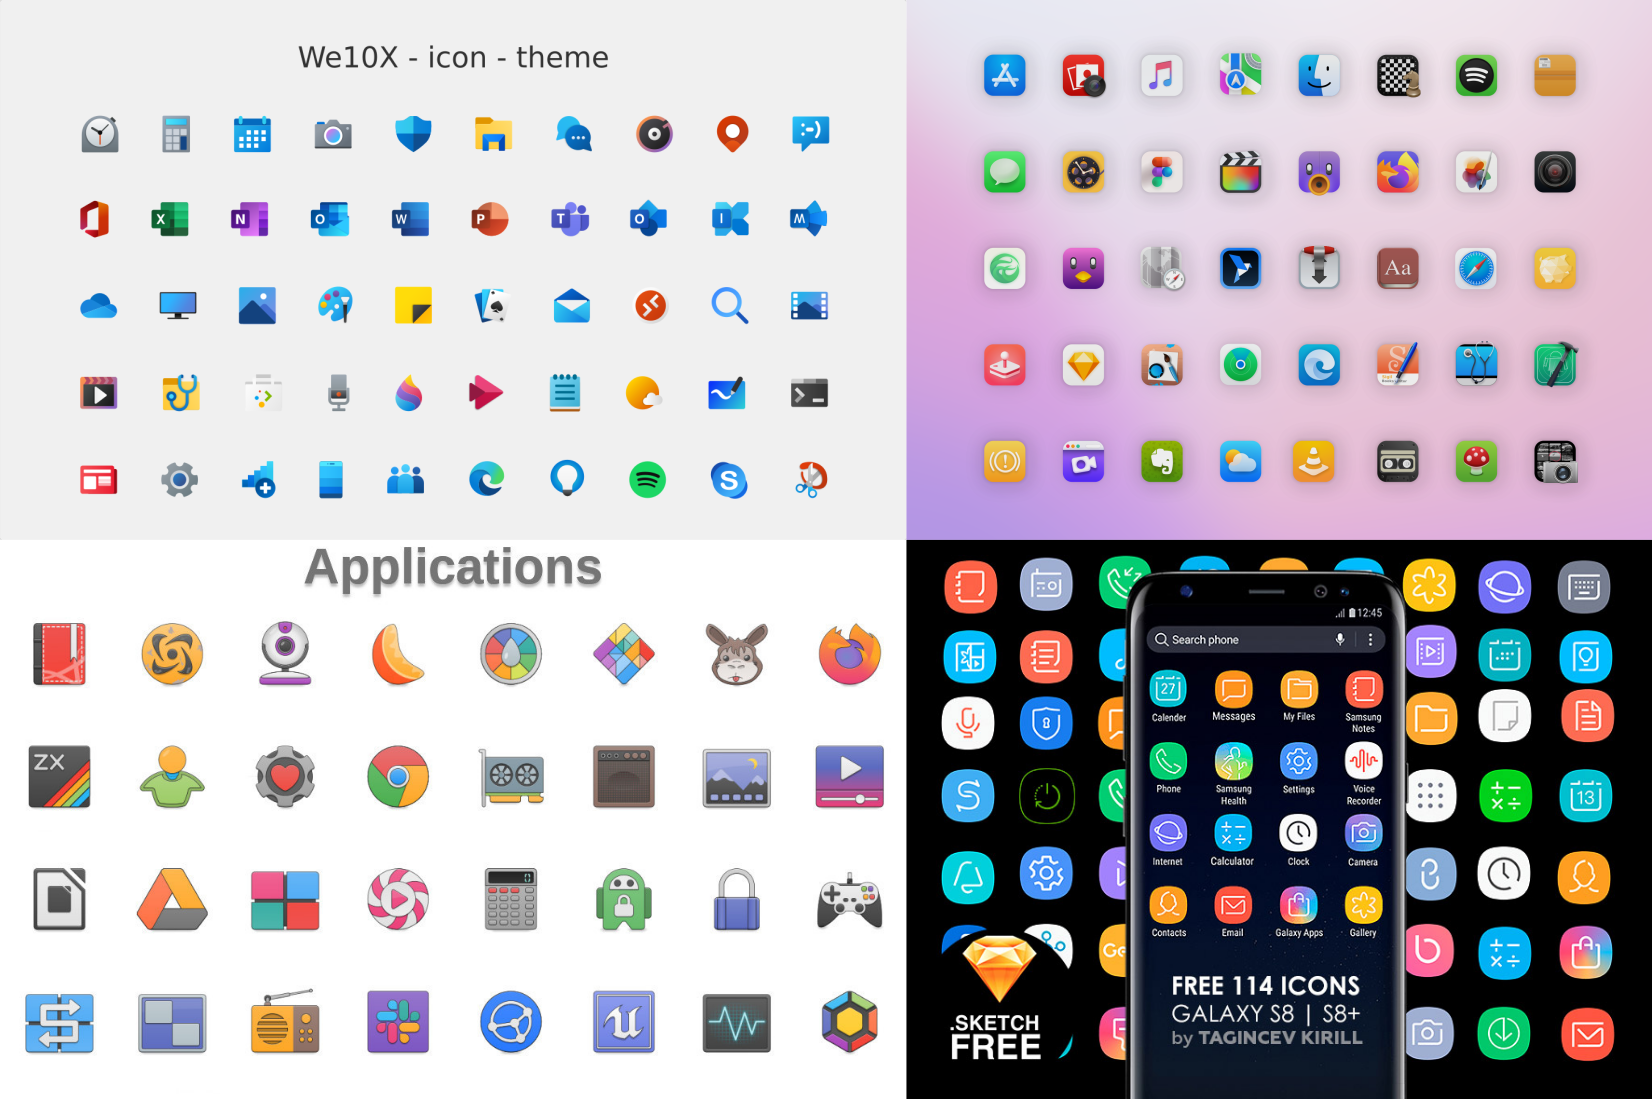 We10X - icon - theme
X
N
O
W
P
T
O
I
M
S
Aa
Applications
ZX
0
12:45
Search phone
27
Calender
Messages
My Files
Samsung
Notes
Phone
Samsung
Health
Settings
Voice
Recorder
Internet
Calculator
Clock
Camera
Contacts
Email
Galaxy Apps
Gallery
13
Ge
FREE 114 ICONS
GALAXY S8 | S8+
by TAGINCEV KIRILL
.SKETCH
FREE